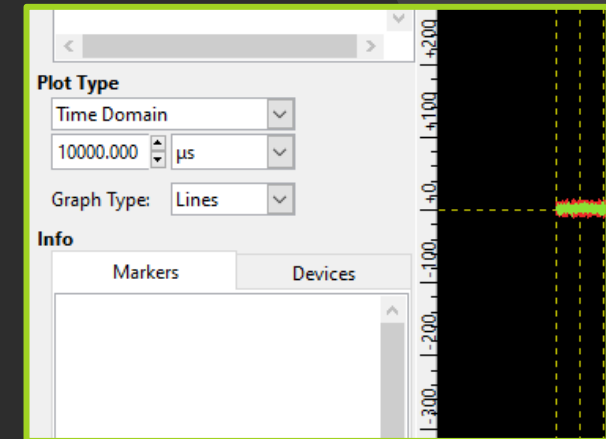 Plot Type
Time Domain
10000.000 µs
Graph Type: Lines
Info
Markers Devices
+200
+100
+0
-100
-200
-300